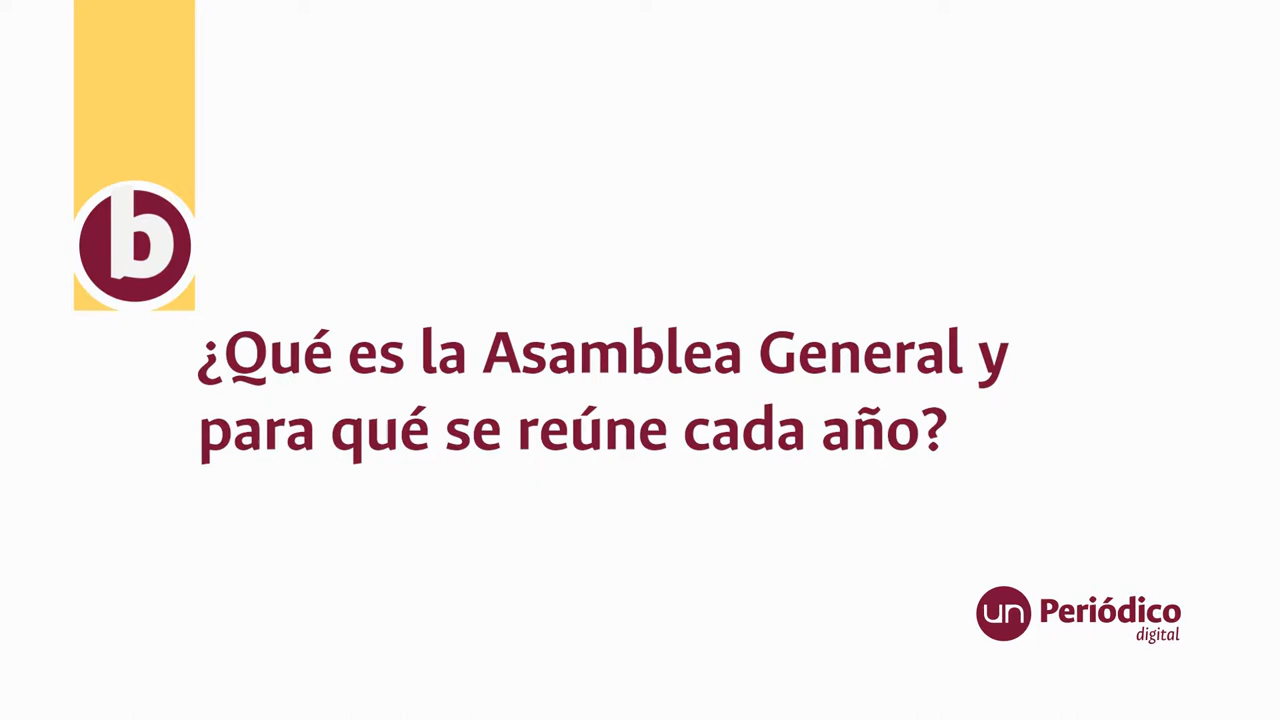 b
¿Qué es la Asamblea General y
para qué se reúne cada año?
un Periódico
digital